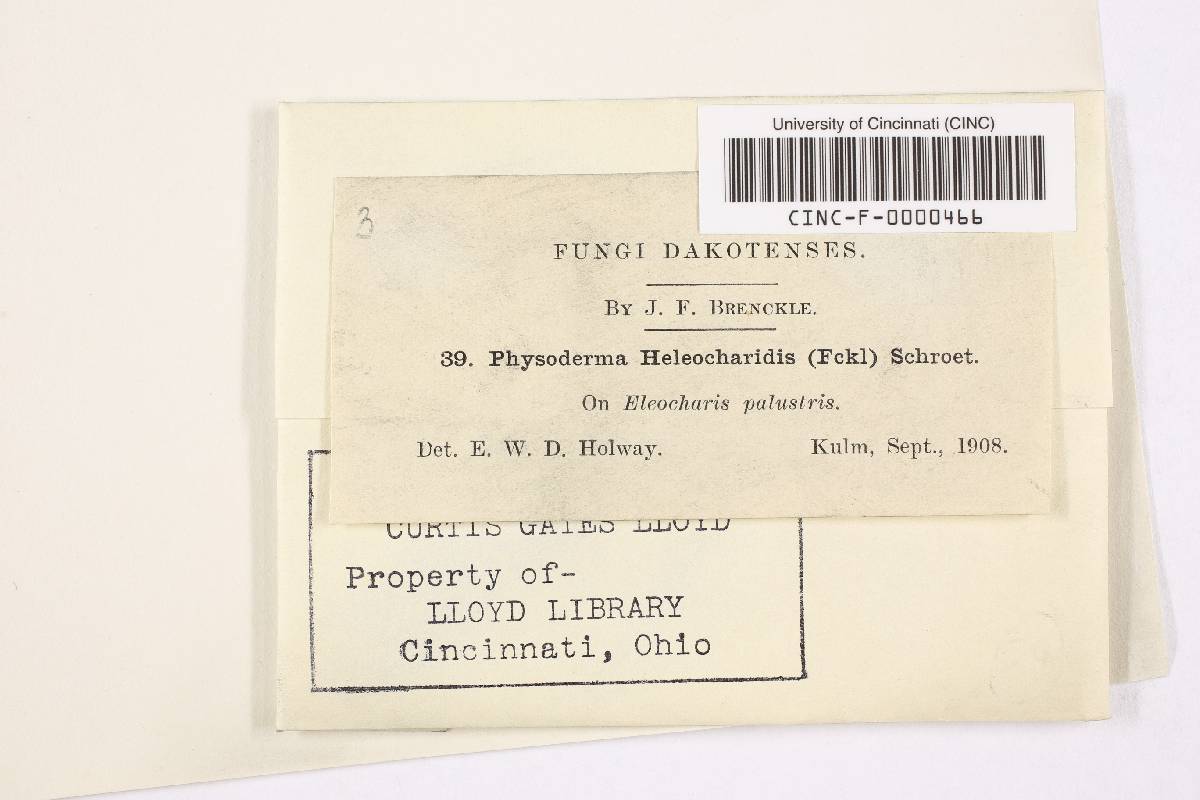 University of Cincinnati (CINC)
CINC-F-0000466
3
FUNGI DAKOTENSES.
BY J. F. BRENCKLE.
39. Physoderma Heleocharidis (Fckl) Schroet.
On Eleocharis palustris.
Det. E. W. D. Holway. Kulm, Sept., 1908.
CURTIS GATES LLOYD
Property of-
LLOYD LIBRARY
Cincinnati, Ohio